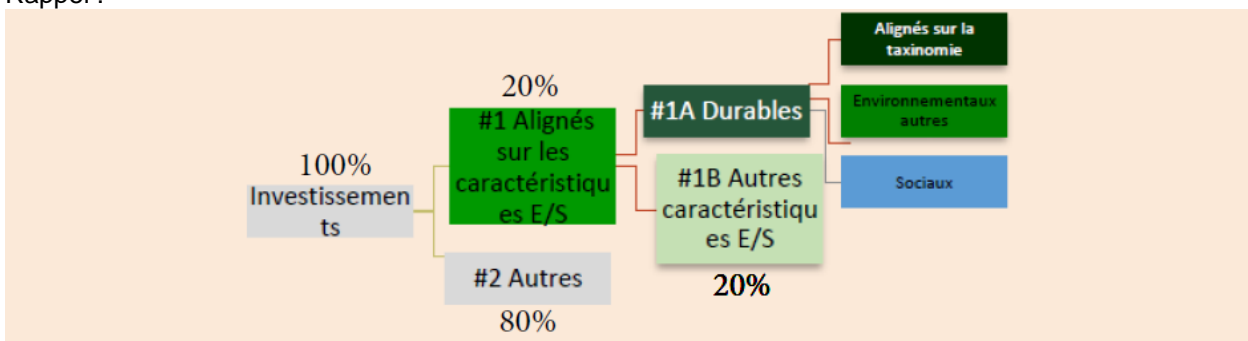 Rappel :
100%
Investissemen
ts
20%
#1 Alignés
sur les
caractéristiqu
es E/S
#2 Autres
80%
#1A Durables
#1B Autres
caractéristiqu
es E/S
20%
Alignés sur la
taxinomie
Environnementaux
autres
Sociaux